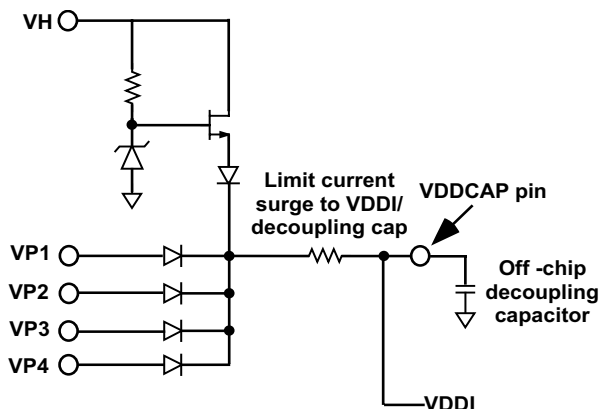 VH
Limit current
surge to VDDI/
decoupling cap
VDDCAP pin
VP1
VP2
VP3
VP4
Off -chip
decoupling
capacitor
VDDI